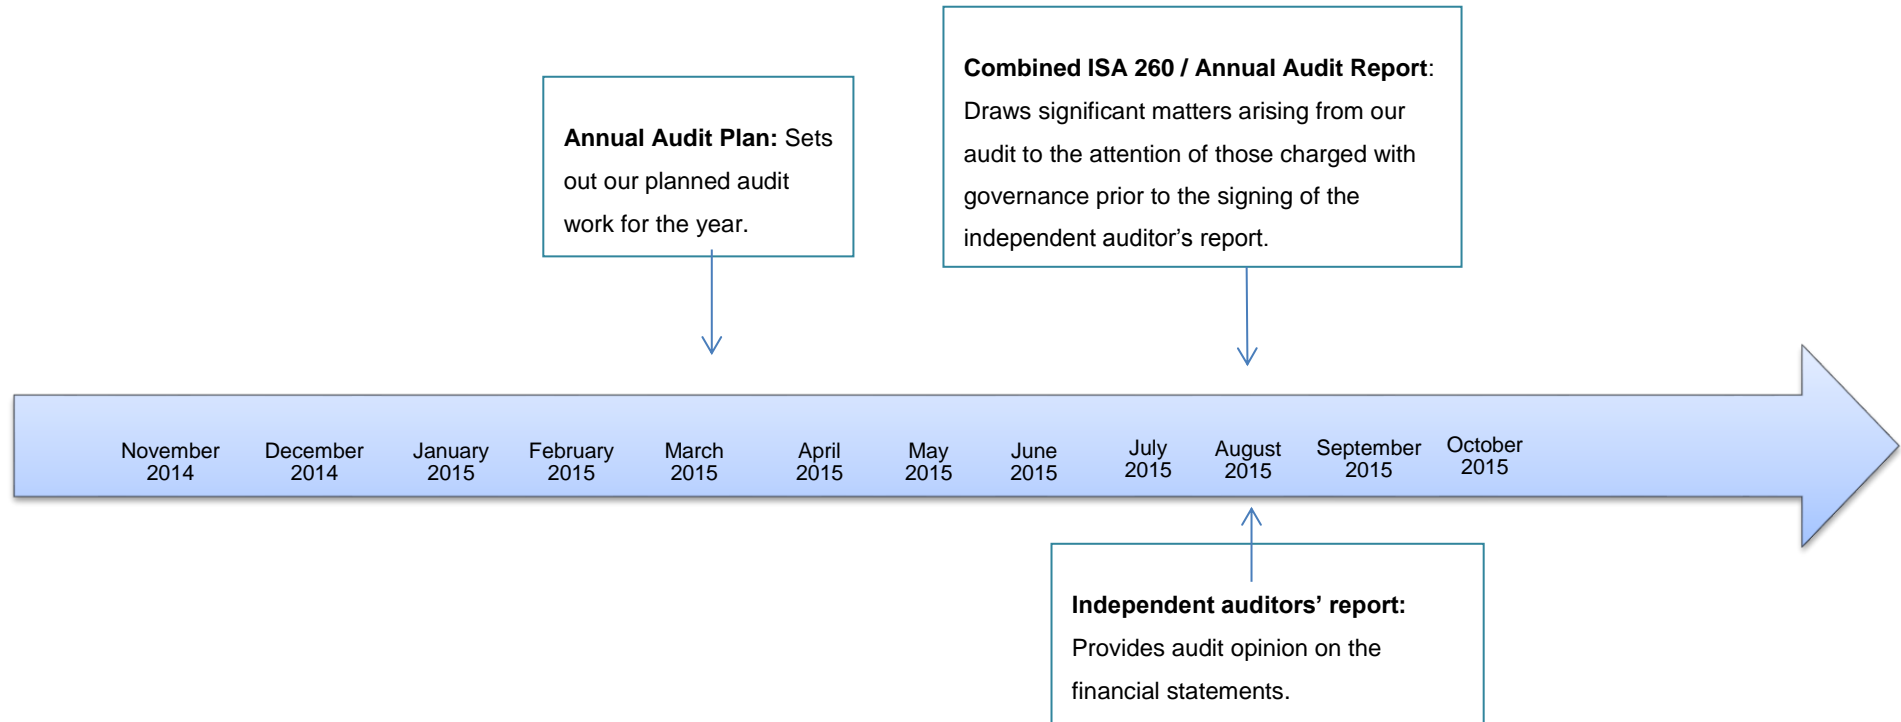 Combined ISA 260 / Annual Audit Report:
Draws significant matters arising from our
audit to the attention of those charged with
governance prior to the signing of the
independent auditor’s report.
Annual Audit Plan: Sets
out our planned audit
work for the year.
November
2014
December
2014
January
2015
February
2015
March
2015
April
2015
May
2015
June
2015
July
2015
August
2015
September
2015
October
2015
Independent auditors’ report:
Provides audit opinion on the
financial statements.